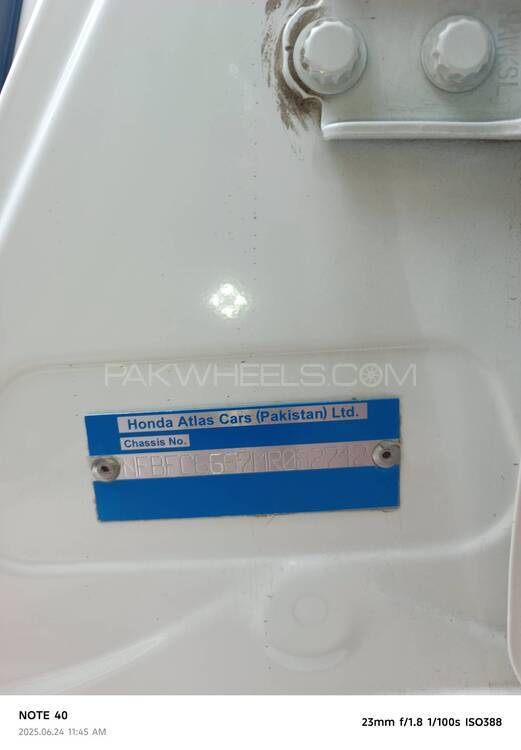 PAKWHEELS.COM
Honda Atlas Cars (Pakistan) Ltd.
Chassis No.
NOTE 40
2025.06.24 11:45 AM
23mm f/1.8 1/100s ISO388